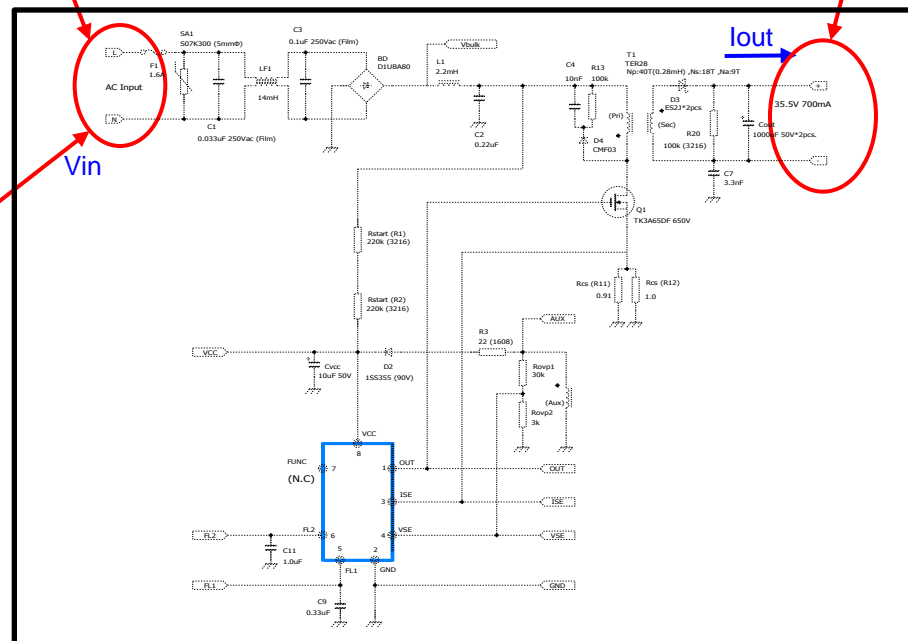 C3
0.1uF 250Vac (Film)
SA1
S07K300 (5mmΦ)
L
F1
1.6A
AC Input
LF1
14mH
N
C1
0.033uF 250Vac (Film)
Vin
BD
D1UBA80
Vbulk
L1
2.2mH
C2
0.22uF
C4
10nF
R13
100k
D4
CMF03
T1
TER28
Np:40T(0.28mH) ,Ns:18T ,Na:9T
(Pri)
(Sec)
Iout
D3
ES2J*2pcs
R20
100k (3216)
Cout
1000uF 50V*2pcs.
C7
3.3nF
+
35.5V 700mA
-
Q1
TK3A65DF 650V
Rstart (R1)
220k (3216)
Rstart (R2)
220k (3216)
Rcs (R11)
0.91
Rcs (R12)
1.0
VCC
Cvcc
10uF 50V
D2
1SS355 (90V)
R3
22 (1608)
AUX
Rovp1
30k
Rovp2
3k
(Aux)
VCC
8
FUNC
7
(N.C)
OUT
1
OUT
ISE
3
ISE
VSE
4
VSE
FL2
FL2
6
C11
1.0uF
5
FL1
2
GND
FL1
GND
C9
0.33uF